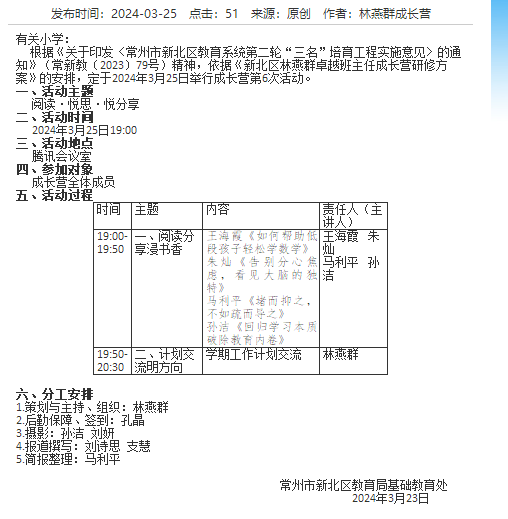 发布时间：2024-03-25 点击：51 来源：原创 作者：林燕群成长营
有关小学：
根据《关于印发〈常州市新北区教育系统第二轮“三名”培育工程实施意见〉的通
知》（常新教〔2023〕79号）精神，依据《新北区林燕群卓越班主任成长营研修方
案》的安排，定于2024年3月25日举行成长营第6次活动。
一、活动主题
阅读·悦思·悦分享
二、活动时间
2024年3月25日19:00
三、活动地点
腾讯会议室
四、参加对象
成长营全体成员
五、活动过程
时间 主题 内容 责任人（主
讲人）
19:00-
19:50
一、阅读分
享浸书香
王海霞《如何帮助低
段孩子轻松学数学》
朱灿《告别分心焦
虑，看见大脑的独
特》
马利平《堵而抑之，
不如疏而导之》
孙洁《回归学习本质
破除教育内卷》
王海霞 朱
灿
马利平 孙
洁
19:50-
20:30
二、计划交
流明方向
学期工作计划交流
林燕群
六、分工安排
1.策划与主持、组织：林燕群
2.后勤保障、签到：孔晶
3.摄影：孙洁 刘妍
4.报道撰写：刘诗思 支慧
5.简报整理：马利平
常州市新北区教育局基础教育处
2024年3月23日